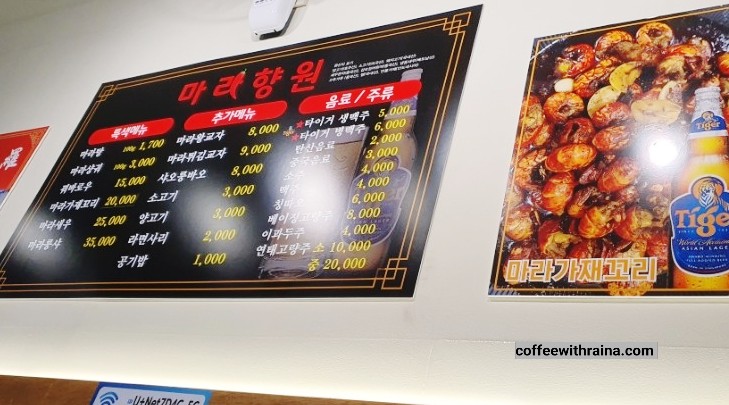 마라향원
특색메뉴
마라탕 100g 1,700
마라샹궈 100g 3,000
꿔바로우 15,000
마라가재꼬리 20,000
마라새우 25,000
마라롱샤 35,000
추가메뉴
마라왕교자 8,000
마라튀김교자 9,000
샤오롱바오 8,000
소고기 3,000
양고기 3,000
라면사리 2,000
공기밥 1,000
음료 / 주류
타이거 생맥주 5,000
타이거 병맥주 6,000
탄산음료 2,000
중국음료 3,000
소주 4,000
맥주 4,000
칭따오 6,000
베이징고량주 8,000
이과두주 4,000
연태고량주 소 10,000
중 20,000
Tiger
Tiger
World Acclaimed
ASIAN LAGER
마라가재꼬리
coffeewithraina.com